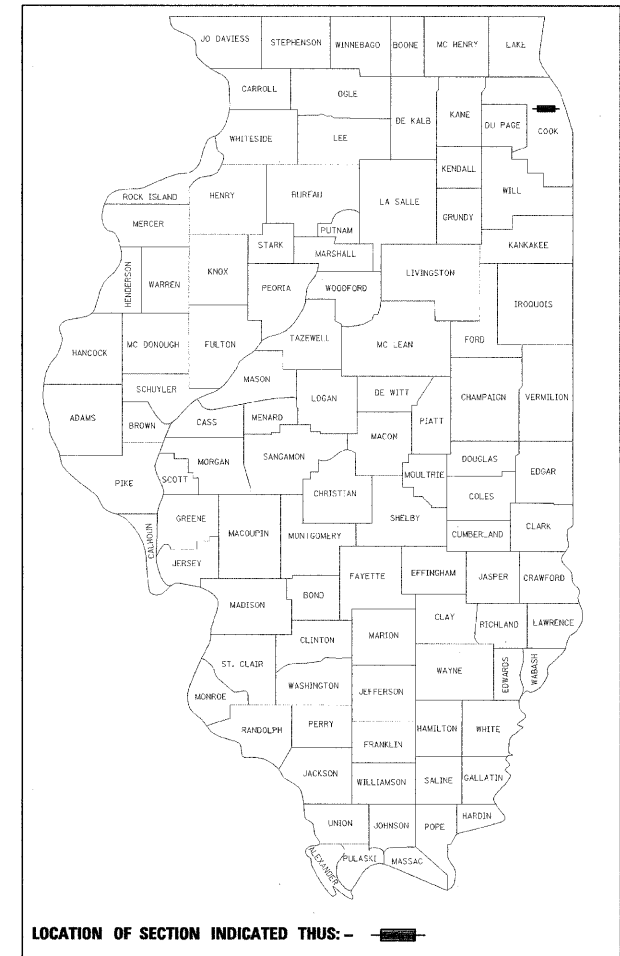 JO DAVIESS STEPHENSON WINNEBAGO BOONE MC HENRY LAKE
CARROLL OGLE DE KALB KANE DU PAGE COOK
WHITESIDE LEE KENDALL WILL
ROCK ISLAND HENRY BUREAU LA SALLE GRUNDY
MERCER PUTNAM KANKAKEE
STARK MARSHALL LIVINGSTON
HENDERSON WARREN KNOX PEORIA WOODFORD IROQUOIS
HANCOCK MC DONOUGH FULTON TAZEWELL MC LEAN FORD
SCHUYLER MASON LOGAN DE WITT CHAMPAIGN VERMILION
ADAMS BROWN CASS MENARD PIATT
MACON
PIKE SCOTT MORGAN SANGAMON MOULTRIE DOUGLAS EDGAR
CHRISTIAN COLES
CALHOUN GREENE MACOUPIN MONTGOMERY SHELBY CUMBERLAND CLARK
JERSEY
FAYETTE EFFINGHAM JASPER CRAWFORD
MADISON BOND
CLINTON MARION CLAY RICHLAND LAWRENCE
ST. CLAIR WAYNE EDWARDS WABASH
MONROE WASHINGTON JEFFERSON
RANDOLPH PERRY HAMILTON WHITE
FRANKLIN
JACKSON WILLIAMSON SALINE GALLATIN
UNION JOHNSON POPE HARDIN
ALEXANDER PULASKI MASSAC
LOCATION OF SECTION INDICATED THUS: -